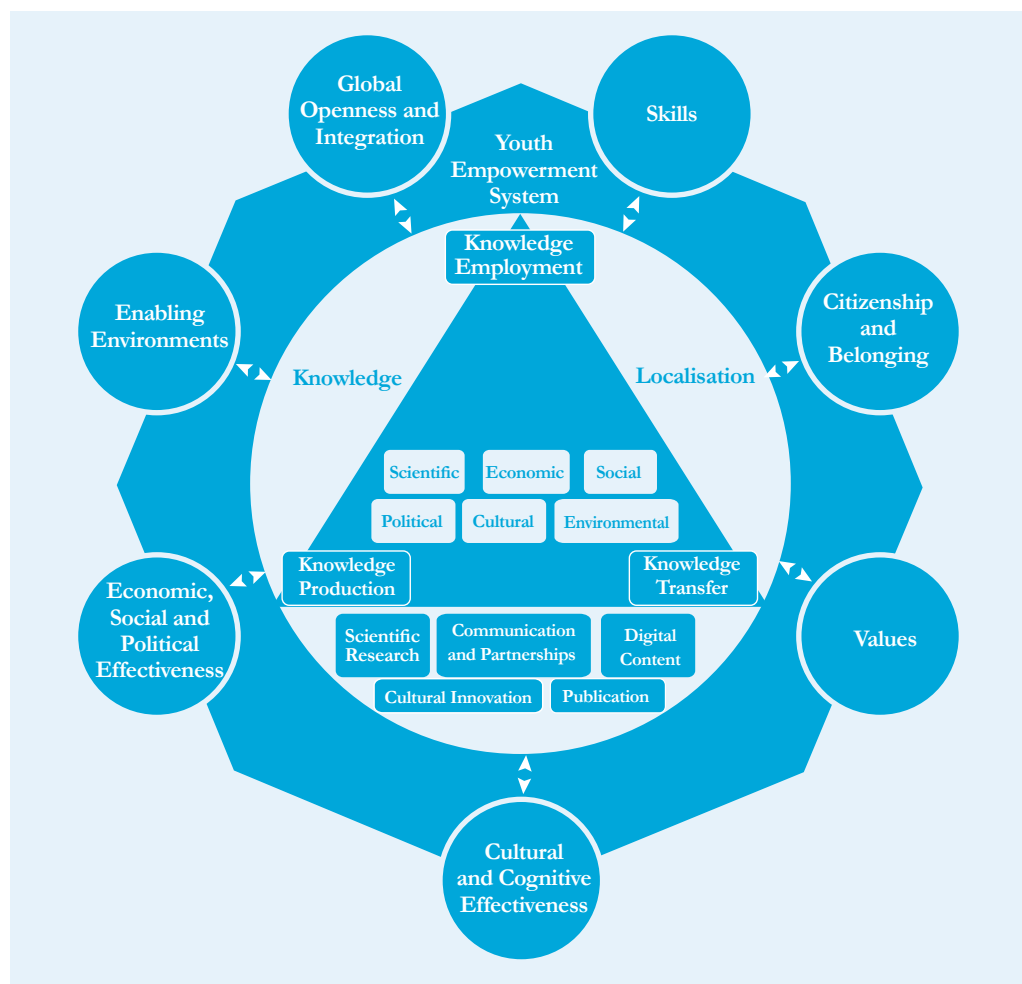 Global
Openness and
Integration
Skills
Youth
Empowerment
System
Knowledge
Employment
Enabling
Environments
Citizenship
and
Belonging
Knowledge
Localisation
Scientific
Economic
Social
Political
Cultural
Environmental
Knowledge
Production
Knowledge
Transfer
Economic,
Social and
Political
Effectiveness
Values
Scientific
Research
Communication
and Partnerships
Digital
Content
Cultural Innovation
Publication
Cultural
and Cognitive
Effectiveness